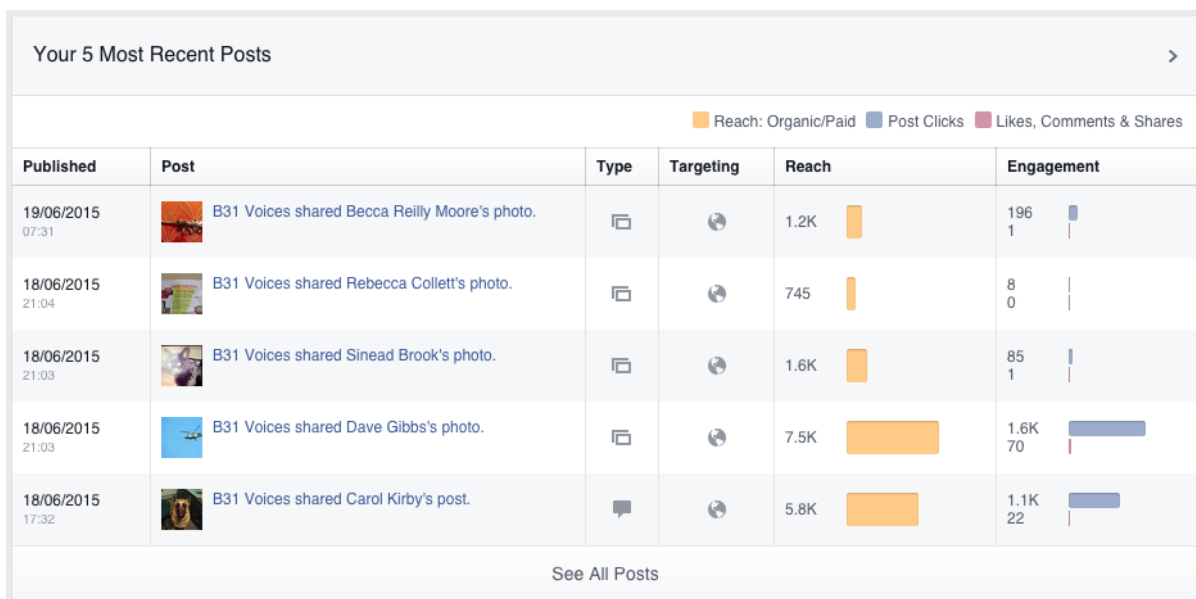 Your 5 Most Recent Posts
Reach: Organic/Paid Post Clicks Likes, Comments & Shares
Published Post Type Targeting Reach Engagement
19/06/2015 B31 Voices shared Becca Reilly Moore's photo. 1.2K 196
07:31 1
18/06/2015 B31 Voices shared Rebecca Collett's photo. 745 8
21:04 0
18/06/2015 B31 Voices shared Sinead Brook's photo. 1.6K 85
21:03 1
18/06/2015 B31 Voices shared Dave Gibbs's photo. 7.5K 1.6K
21:03 70
18/06/2015 B31 Voices shared Carol Kirby's post. 5.8K 1.1K
17:32 22
See All Posts